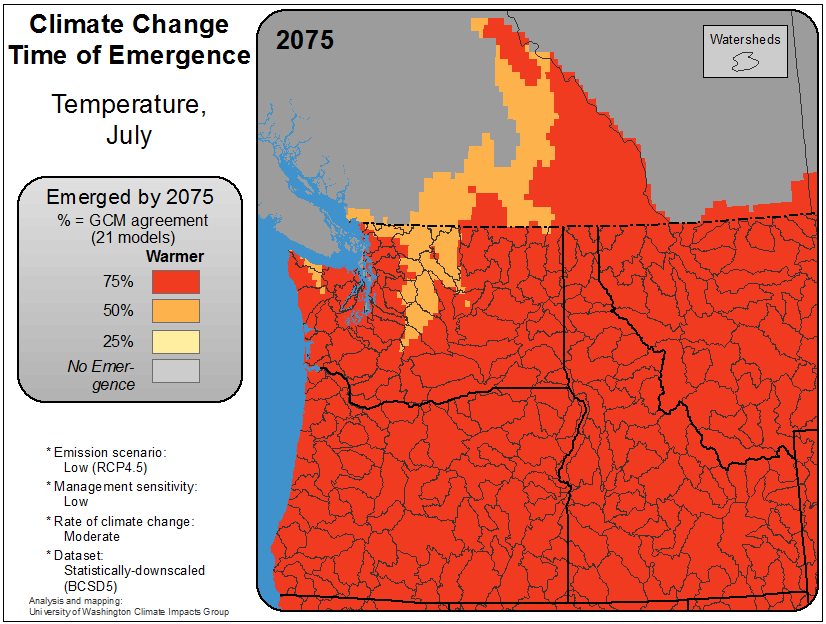 Climate Change
Time of Emergence
Temperature,
July
Emerged by 2075
% = GCM agreement
(21 models)
Warmer
75%
50%
25%
No Emer-
gence
* Emission scenario:
Low (RCP4.5)
* Management sensitivity:
Low
* Rate of climate change:
Moderate
* Dataset:
Statistically-downscaled
(BCSD5)
Analysis and mapping:
University of Washington Climate Impacts Group
2075
Watersheds